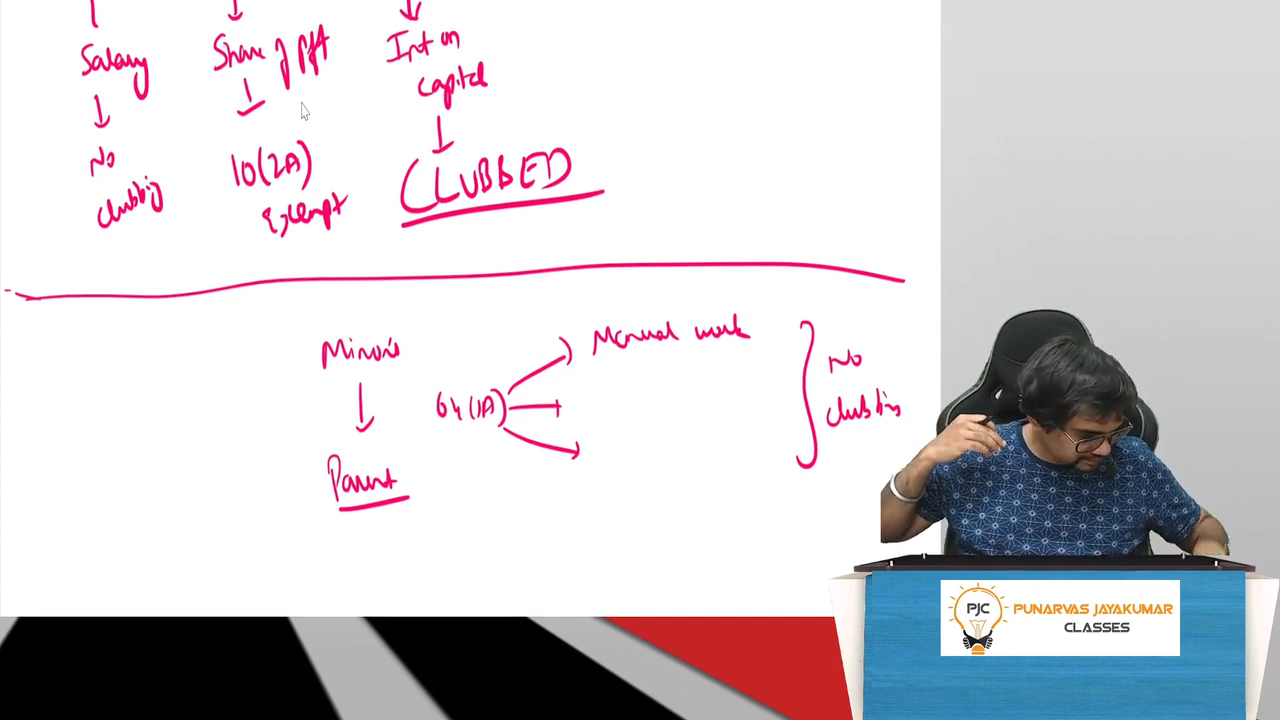 Salary
Share of pft
Int on
capital
No
clubbing
10(2A)
Exempt
CLUBBED
Minor's
Parent
64(1A)
Manual work
No
clubbing
PJC
PUNARVAS JAYAKUMAR
CLASSES